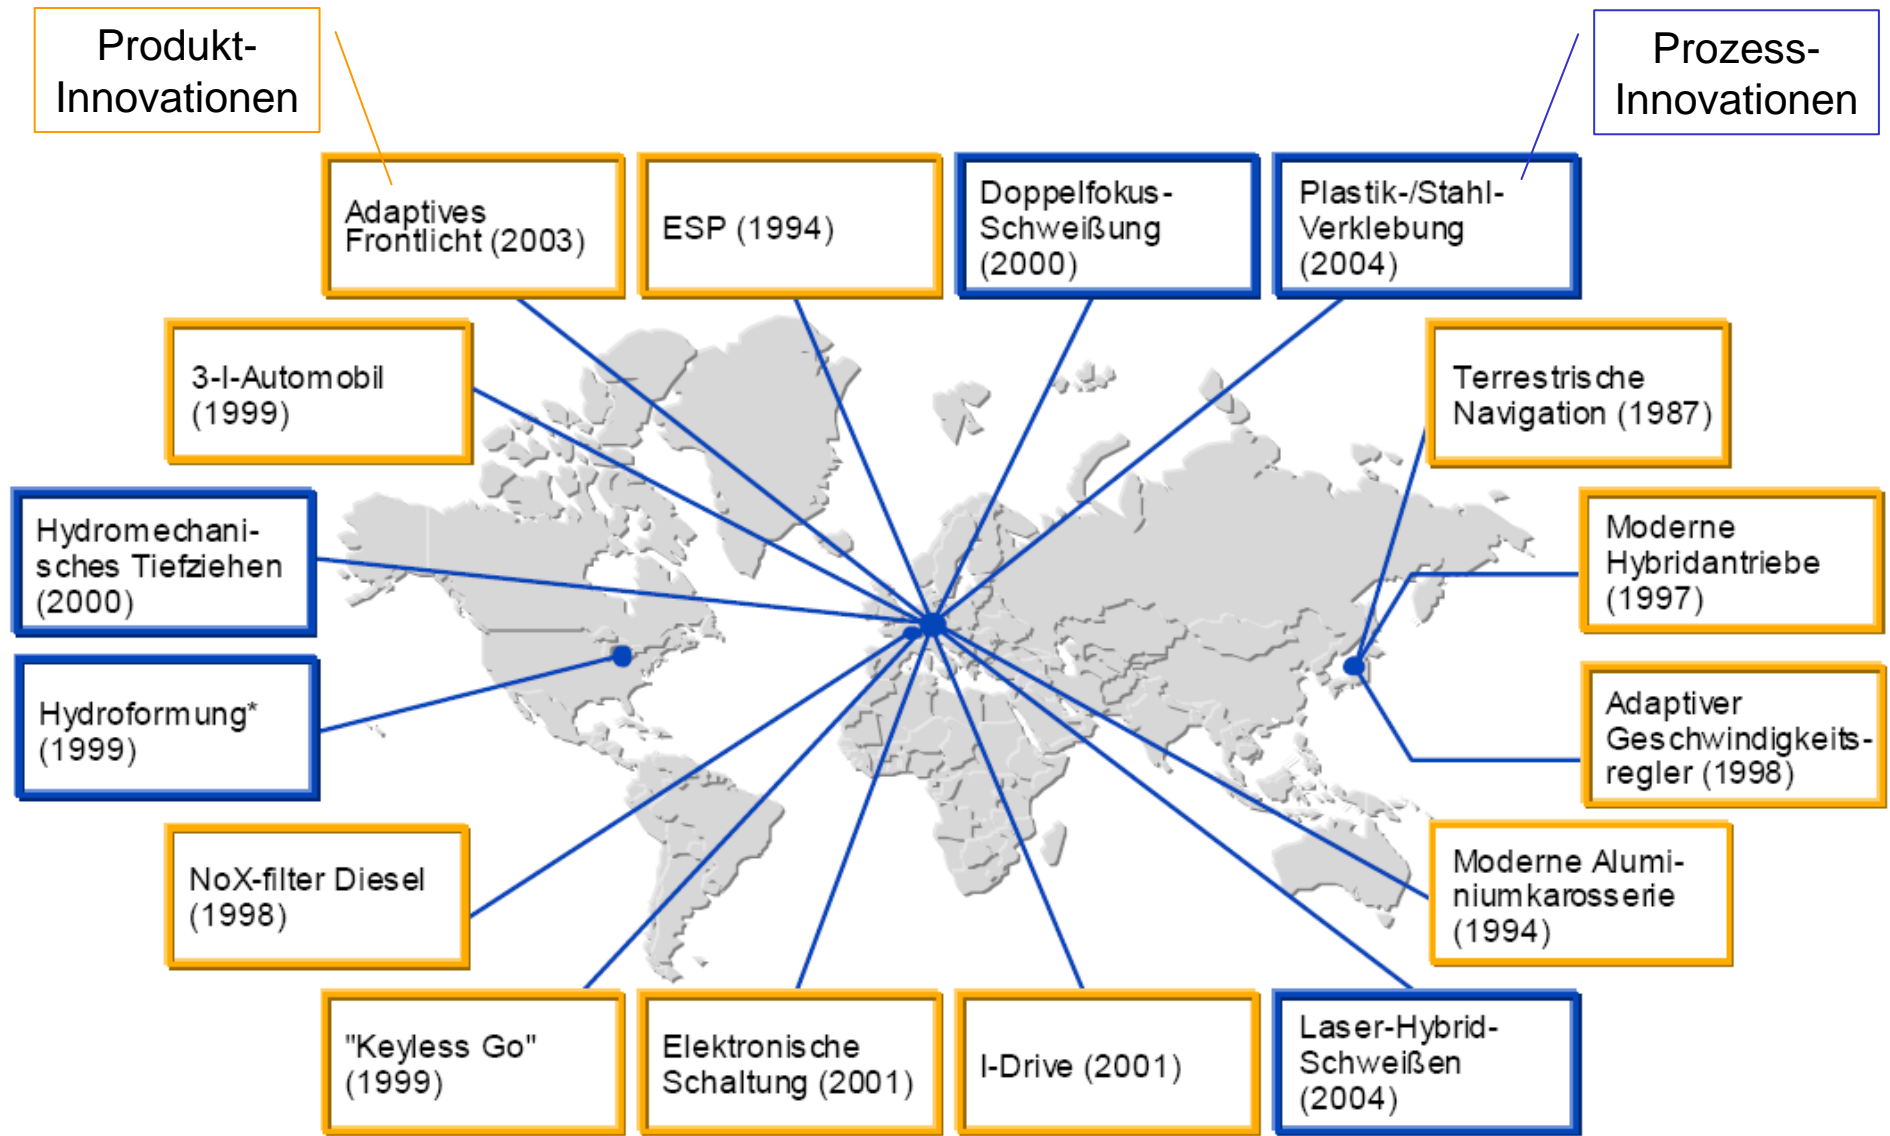 Produkt-
Innovationen
Prozess-
Innovationen
Adaptives
Frontlicht (2003)
ESP (1994)
Doppelfokus-
Schweißung
(2000)
Plastik-/Stahl-
Verklebung
(2004)
3-I-Automobil
(1999)
Terrestrische
Navigation (1987)
Hydromechani-
sches Tiefziehen
(2000)
Moderne
Hybridantriebe
(1997)
Hydroformung*
(1999)
Adaptiver
Geschwindigkeits-
regler (1998)
NoX-filter Diesel
(1998)
Moderne Alumi-
niumkarosserie
(1994)
"Keyless Go"
(1999)
Elektronische
Schaltung (2001)
I-Drive (2001)
Laser-Hybrid-
Schweißen
(2004)